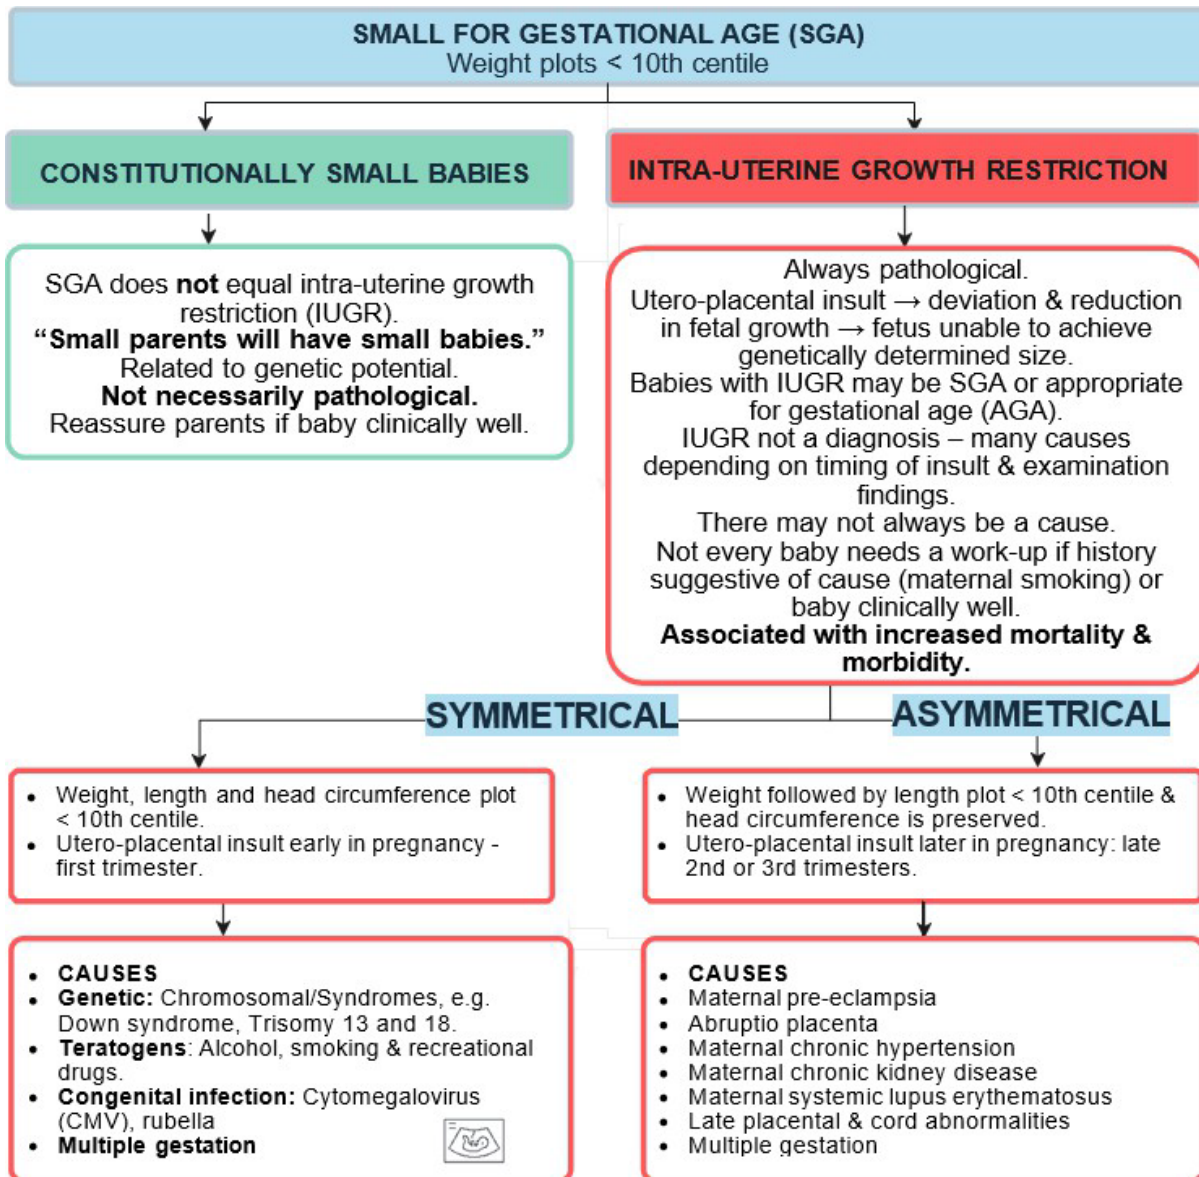 SMALL FOR GESTATIONAL AGE (SGA)
Weight plots < 10th centile
CONSTITUTIONALLY SMALL BABIES
INTRA-UTERINE GROWTH RESTRICTION
SGA does not equal intra-uterine growth
restriction (IUGR).
“Small parents will have small babies.”
Related to genetic potential.
Not necessarily pathological.
Reassure parents if baby clinically well.
Always pathological.
Utero-placental insult → deviation & reduction
in fetal growth → fetus unable to achieve
genetically determined size.
Babies with IUGR may be SGA or appropriate
for gestational age (AGA).
IUGR not a diagnosis – many causes
depending on timing of insult & examination
findings.
There may not always be a cause.
Not every baby needs a work-up if history
suggestive of cause (maternal smoking) or
baby clinically well.
Associated with increased mortality &
morbidity.
SYMMETRICAL
ASYMMETRICAL
• Weight, length and head circumference plot
< 10th centile.
• Utero-placental insult early in pregnancy -
first trimester.
• Weight followed by length plot < 10th centile &
head circumference is preserved.
• Utero-placental insult later in pregnancy: late
2nd or 3rd trimesters.
• CAUSES
• Genetic: Chromosomal/Syndromes, e.g.
Down syndrome, Trisomy 13 and 18.
• Teratogens: Alcohol, smoking & recreational
drugs.
• Congenital infection: Cytomegalovirus
(CMV), rubella
• Multiple gestation
• CAUSES
• Maternal pre-eclampsia
• Abruptio placenta
• Maternal chronic hypertension
• Maternal chronic kidney disease
• Maternal systemic lupus erythematosus
• Late placental & cord abnormalities
• Multiple gestation